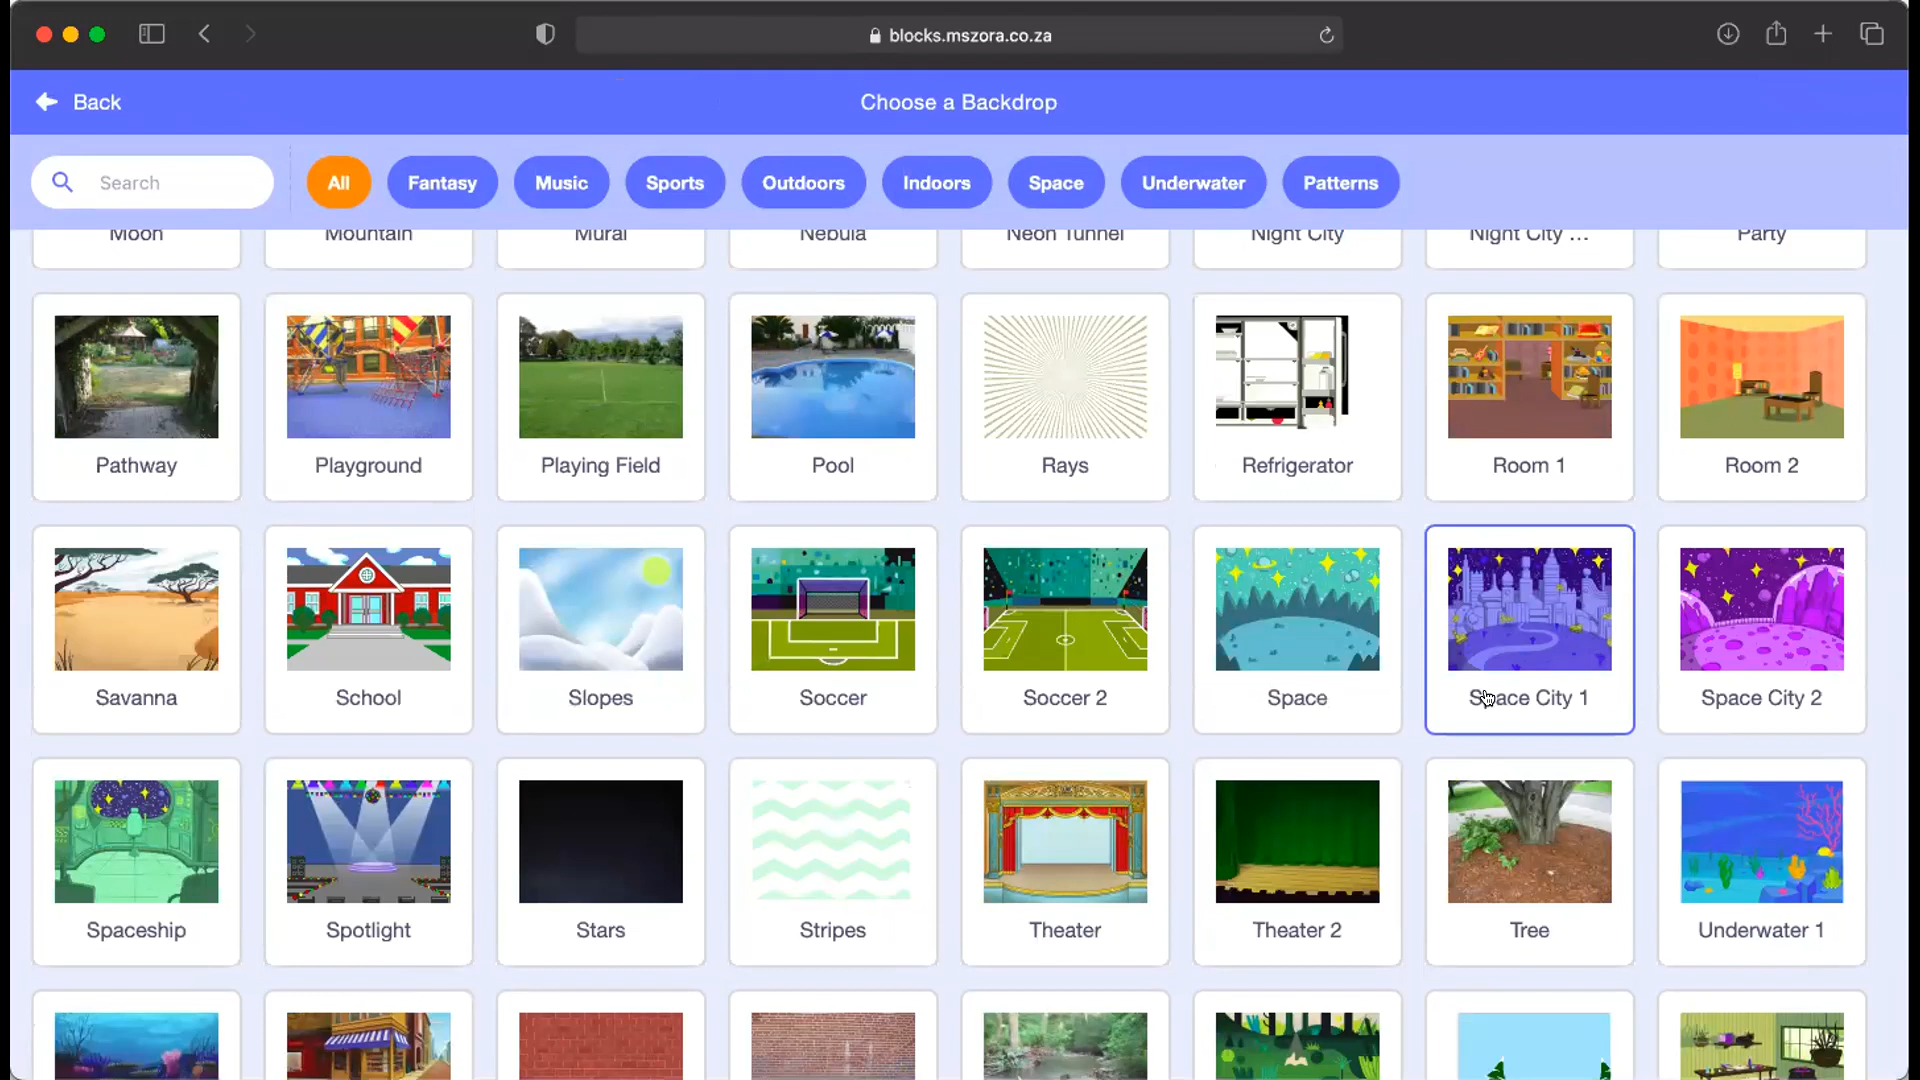 blocks.mszora.co.za
Back
Choose a Backdrop
Search
All
Fantasy
Music
Sports
Outdoors
Indoors
Space
Underwater
Patterns
Moon
Mountain
Mural
Nebula
Neon Tunnel
Night City
Night City ...
Party
Pathway
Playground
Playing Field
Pool
Rays
Refrigerator
Room 1
Room 2
Savanna
School
Slopes
Soccer
Soccer 2
Space
Space City 1
Space City 2
Spaceship
Spotlight
Stars
Stripes
Theater
Theater 2
Tree
Underwater 1